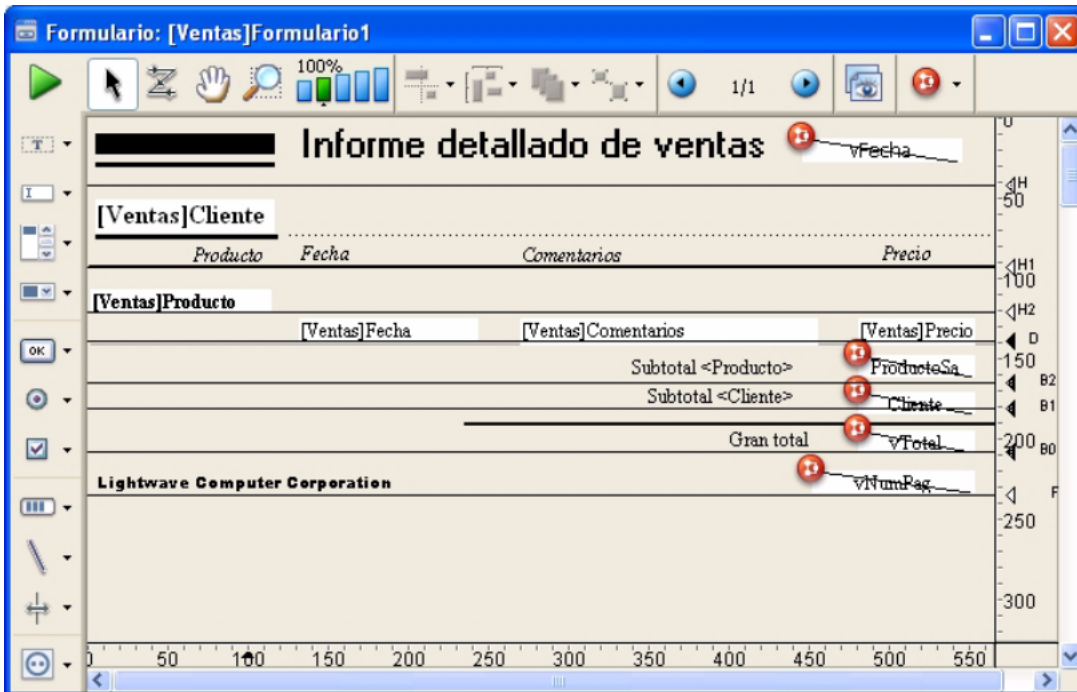 Formulario: [Ventas]Formulario1
100%
1/1
Informe detallado de ventas
vFecha
0
H
50
[Ventas]Cliente
Producto Fecha Comentarios Precio
H1
100
[Ventas]Producto
H2
[Ventas]Fecha [Ventas]Comentarios [Ventas]Precio
D
OK
150
Subtotal <Producto> ProductoSa
B2
Subtotal <Cliente> Cliente
B1
Gran total vTotal
200
B0
Lightwave Computer Corporation vNumPag
F
250
300
0 50 100 150 200 250 300 350 400 450 500 550